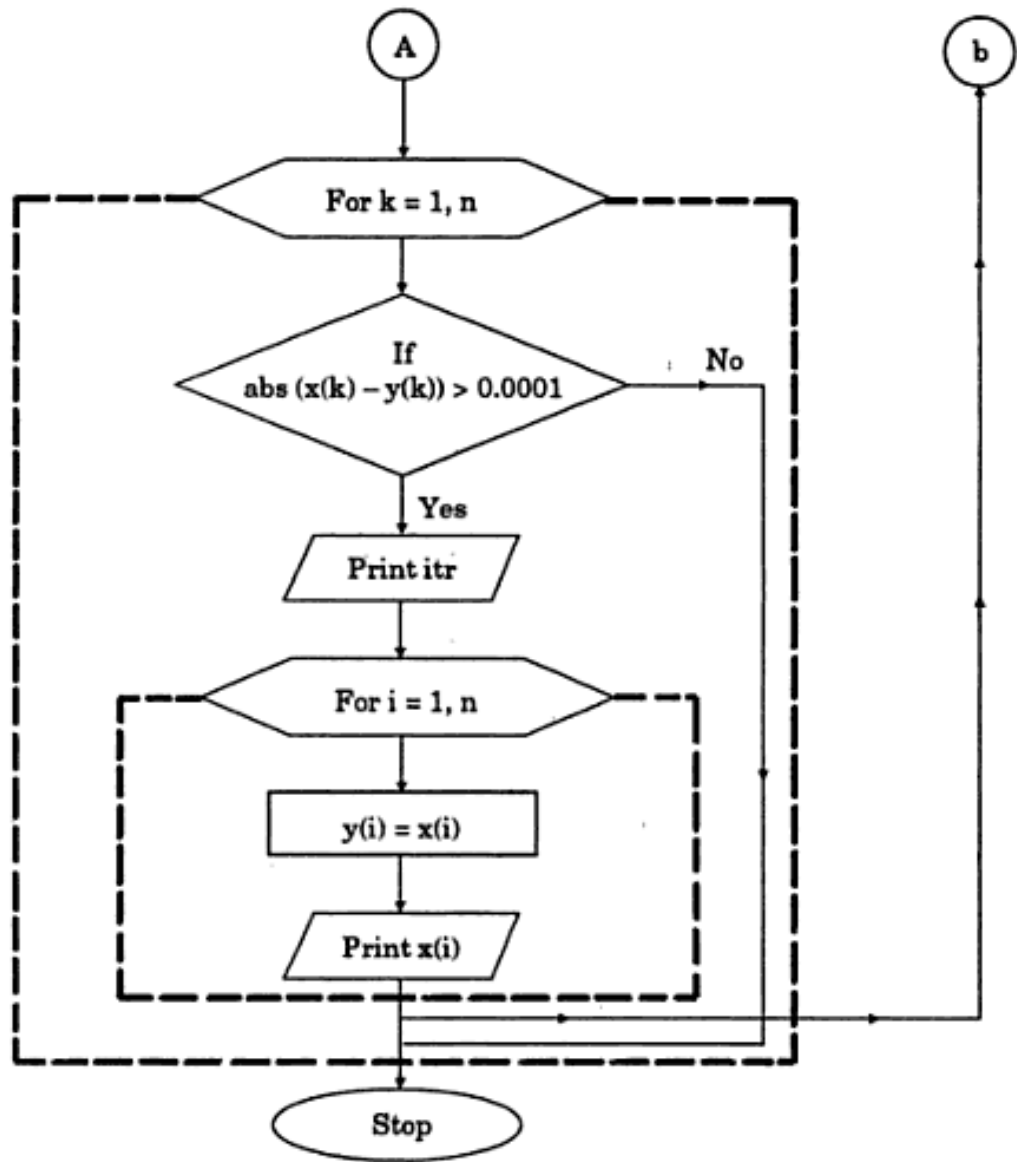 A
b
For k = 1, n
If
abs (x(k) – y(k)) > 0.0001
No
Yes
Print itr
For i = 1, n
y(i) = x(i)
Print x(i)
Stop